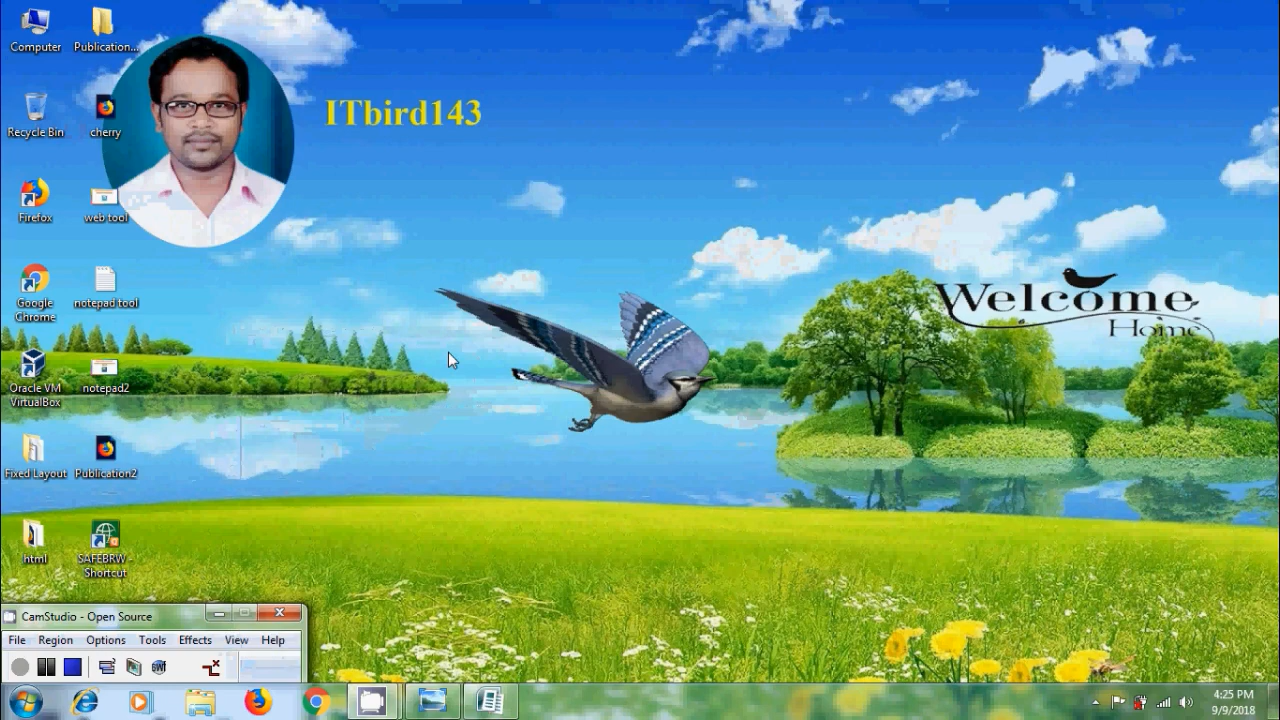 Computer
Publication...
ITbird143
Recycle Bin
cherry
Firefox
web tool
Google
Chrome
notepad.tool
Welcome
Home
Oracle VM
VirtualBox
notepad2
Fixed Layout
Publication2
html
SAFEBRW -
Shortcut
CamStudio - Open Source
File Region Options Tools Effects View Help
4:25 PM
9/9/2018